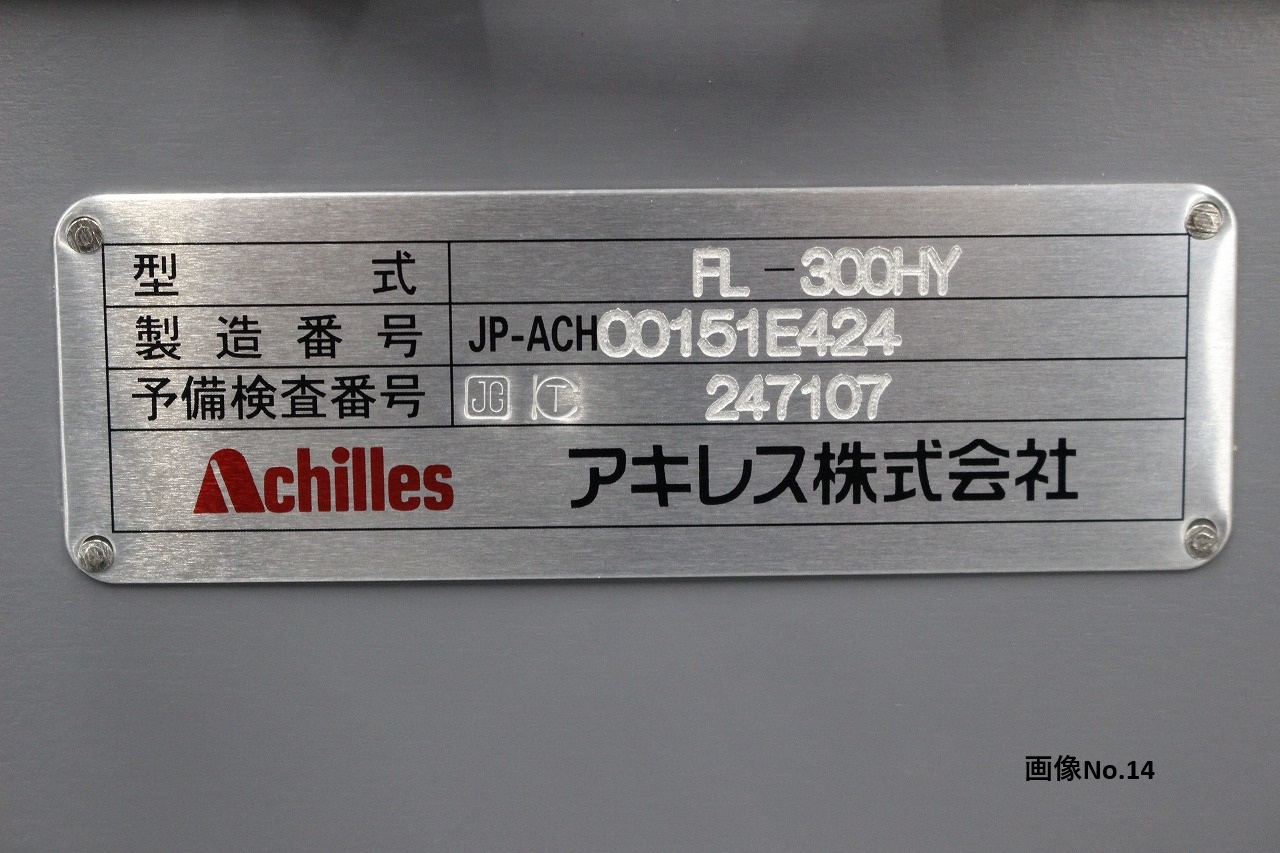 型式 FL-300HY
製造番号 JP-ACH00151E424
予備検査番号 JG 247107
Achilles アキレス株式会社
画像No.14